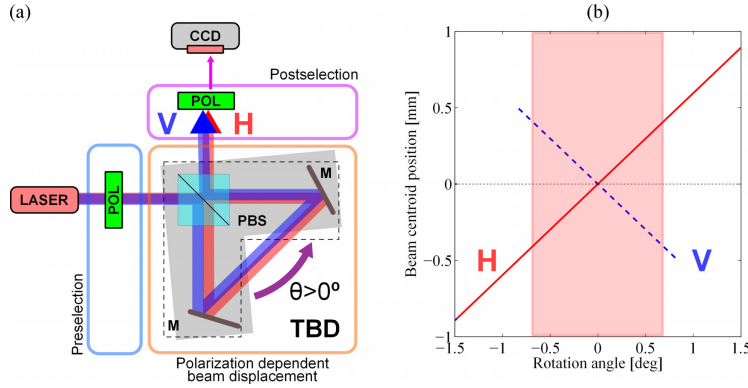 (a)
CCD
Postselection
POL
V
H
LASER
POL
PBS
M
M
θ>0º
TBD
Preselection
Polarization dependent
beam displacement
(b)
Beam centroid position [mm]
1
0.5
0
−0.5
−1
H
V
−1.5
−1
−0.5
0
0.5
1
1.5
Rotation angle [deg]